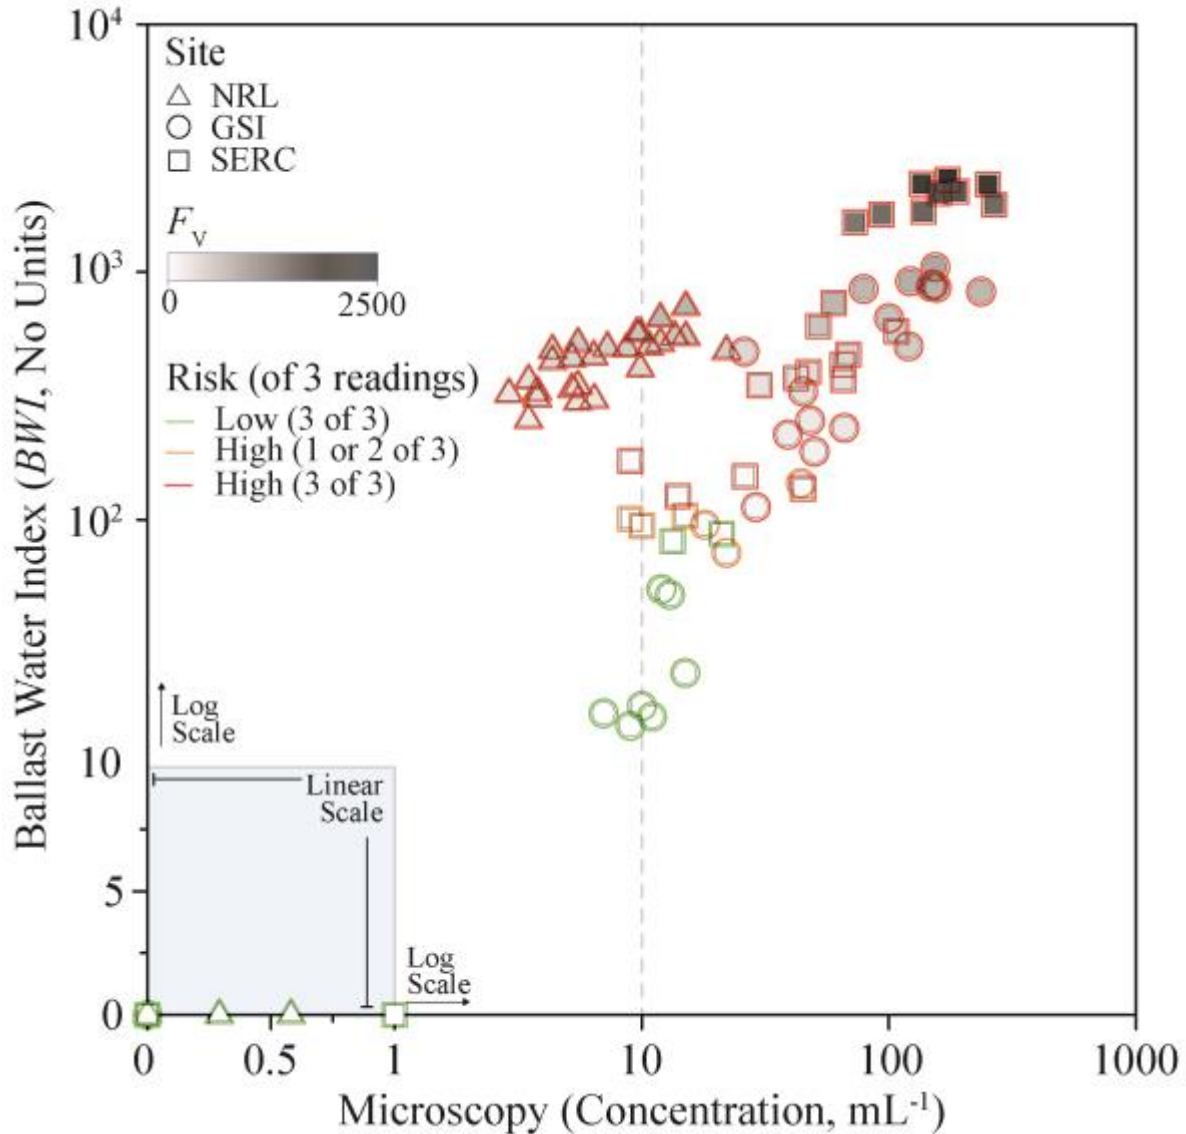 10⁴
Site
NRL
GSI
SERC
Fᵥ
0 2500
10³
Risk (of 3 readings)
Low (3 of 3)
High (1 or 2 of 3)
High (3 of 3)
10²
Log
Scale
10
Linear
Scale
5
Log
Scale
0
0 0.5 1 10 100 1000
Ballast Water Index (BWI, No Units)
Microscopy (Concentration, mL⁻¹)